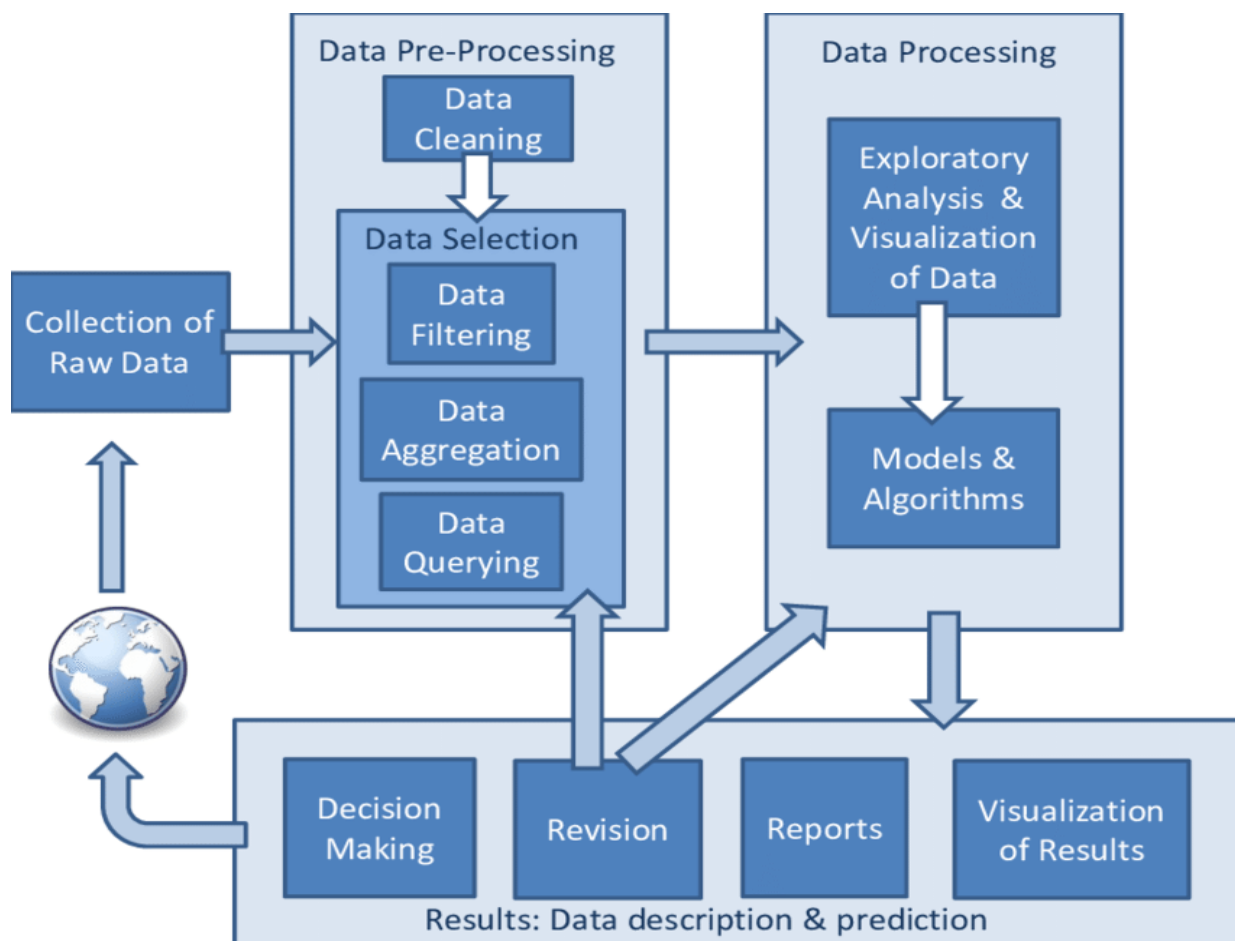 Data Pre-Processing
Data
Cleaning
Data Selection
Data
Filtering
Data
Aggregation
Data
Querying
Collection of
Raw Data
Data Processing
Exploratory
Analysis &
Visualization
of Data
Models &
Algorithms
Decision
Making
Revision
Reports
Visualization
of Results
Results: Data description & prediction